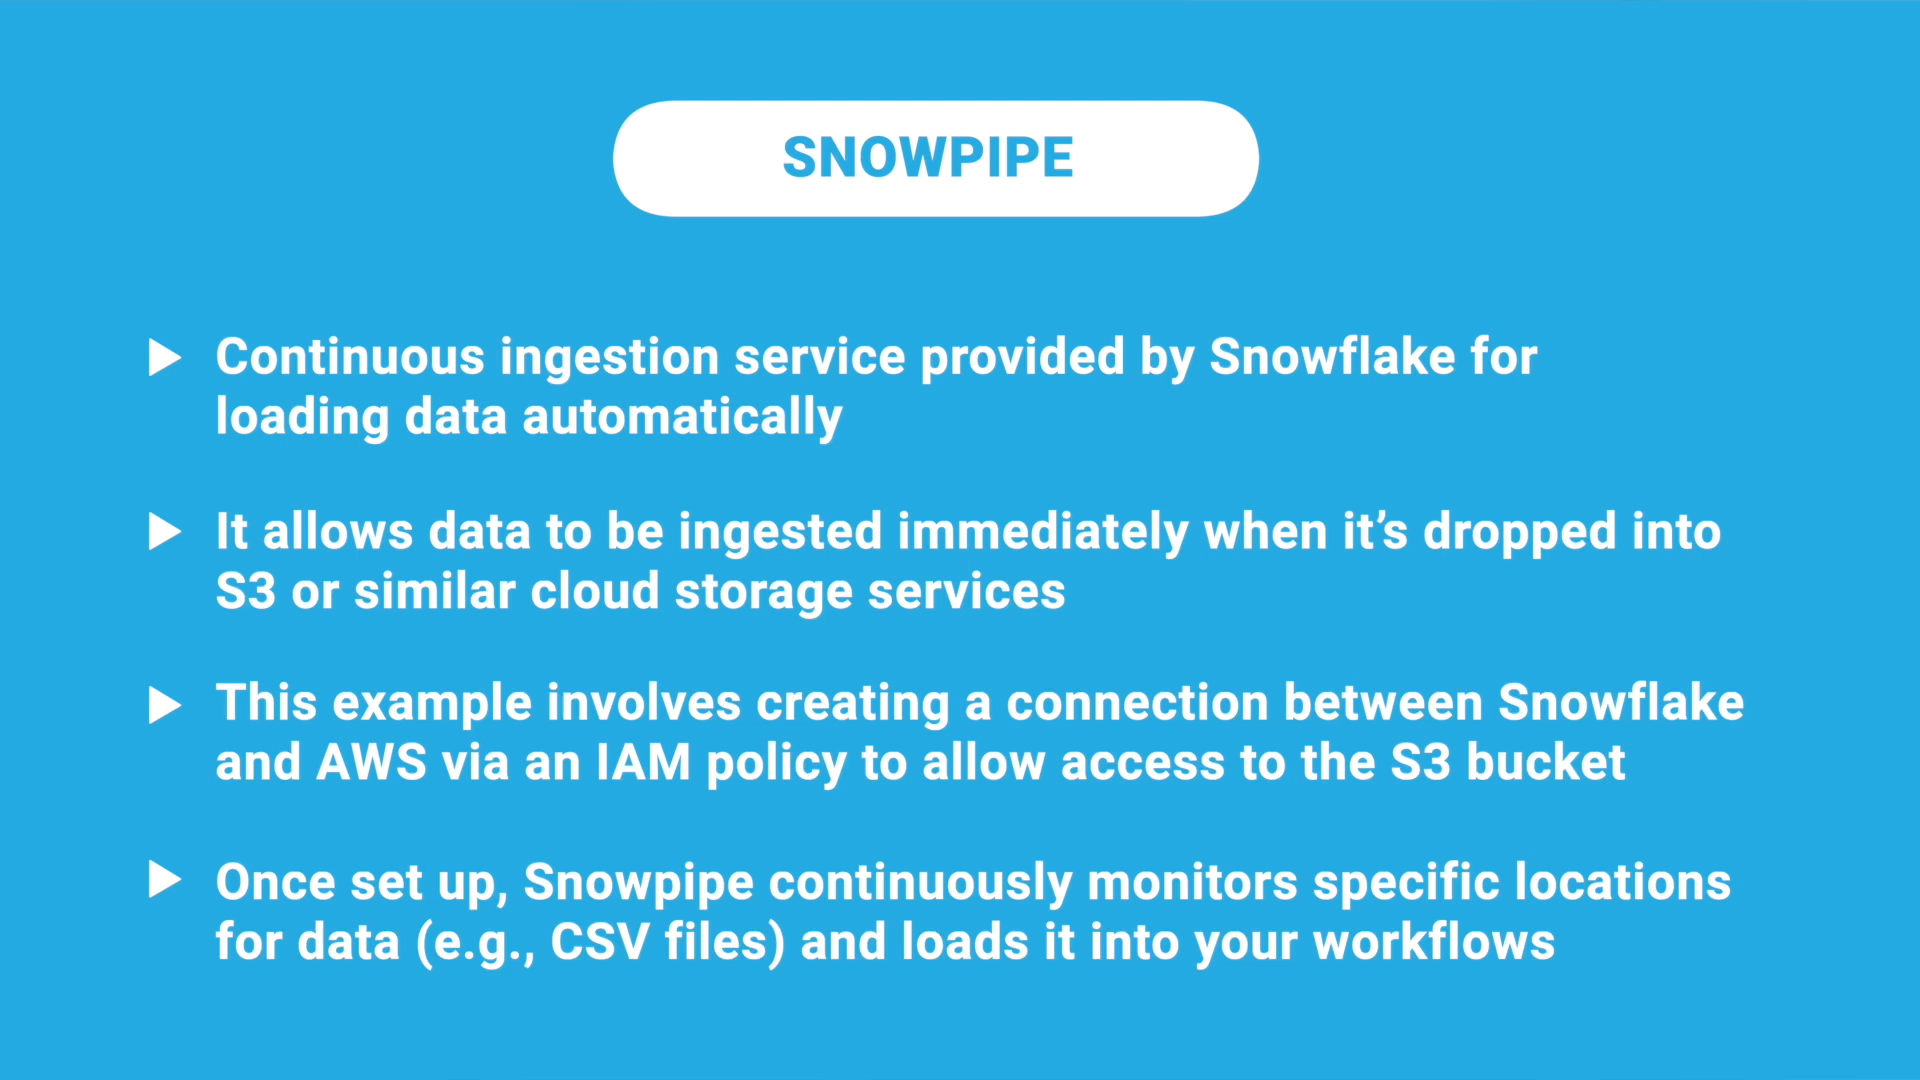 SNOWPIPE
Continuous ingestion service provided by Snowflake for
loading data automatically
It allows data to be ingested immediately when it’s dropped into
S3 or similar cloud storage services
This example involves creating a connection between Snowflake
and AWS via an IAM policy to allow access to the S3 bucket
Once set up, Snowpipe continuously monitors specific locations
for data (e.g., CSV files) and loads it into your workflows